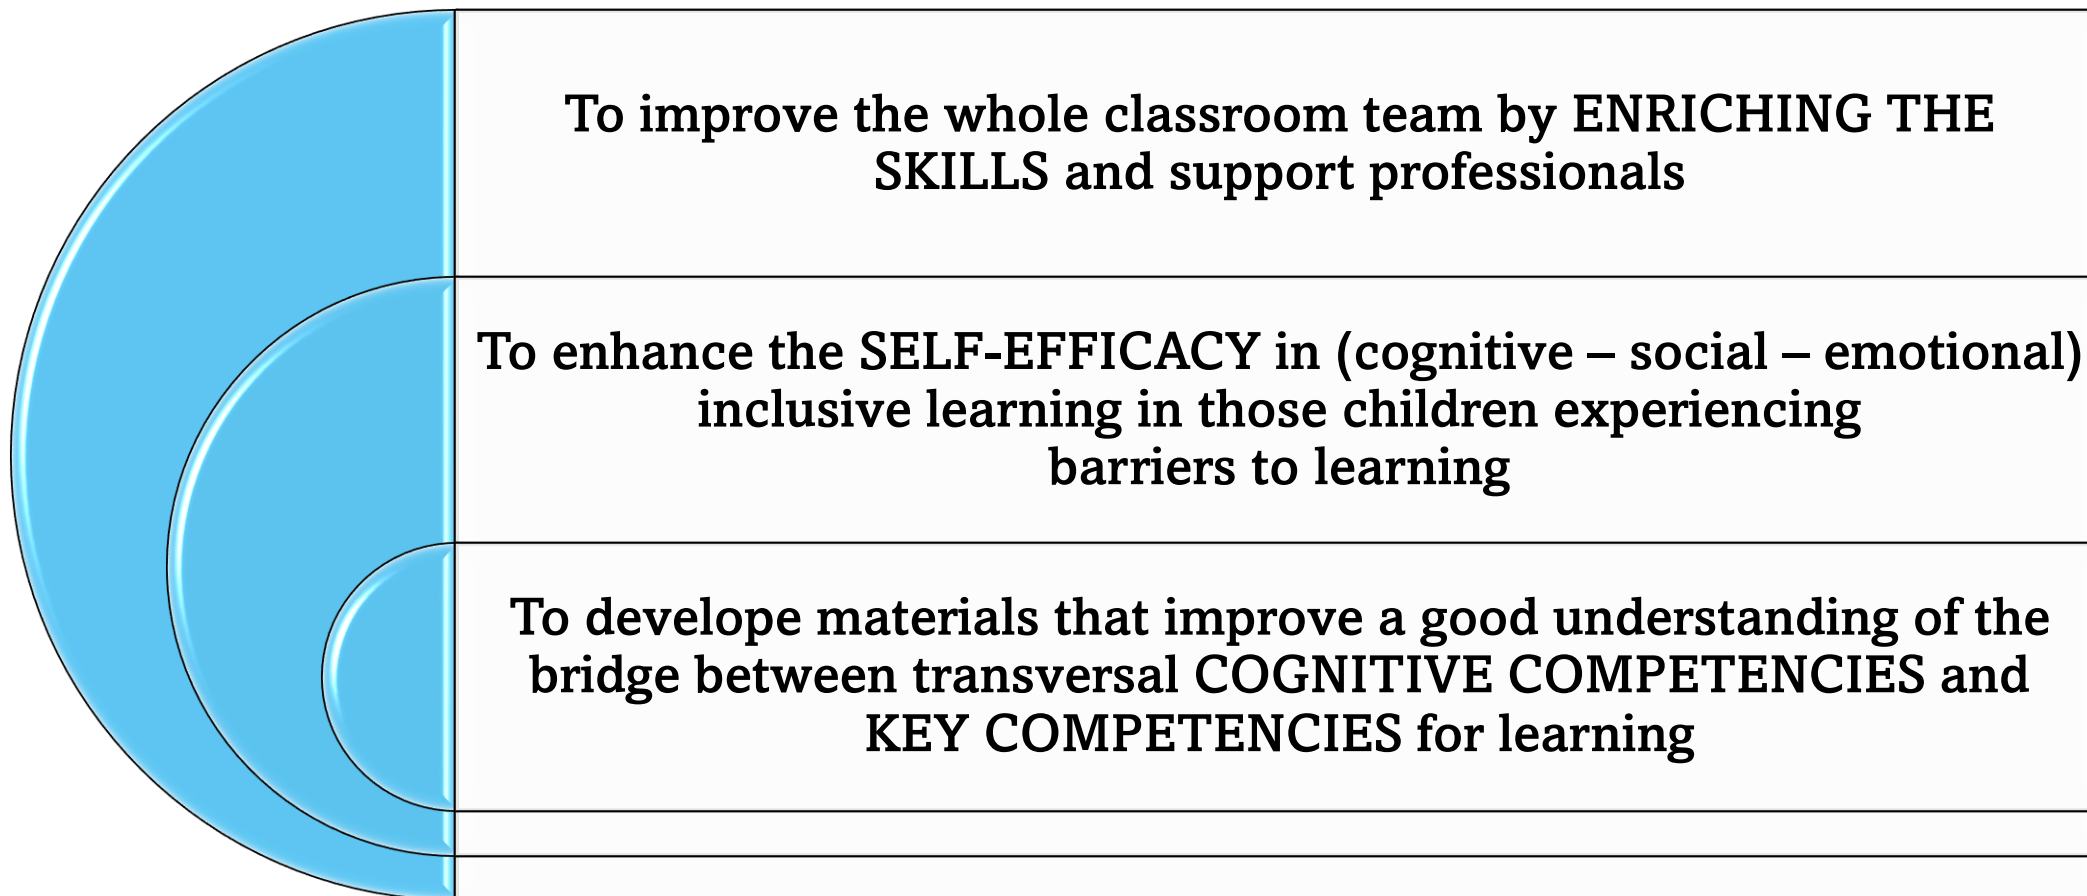 To improve the whole classroom team by ENRICHING THE
SKILLS and support professionals
To enhance the SELF-EFFICACY in (cognitive – social – emotional)
inclusive learning in those children experiencing
barriers to learning
To develope materials that improve a good understanding of the
bridge between transversal COGNITIVE COMPETENCIES and
KEY COMPETENCIES for learning